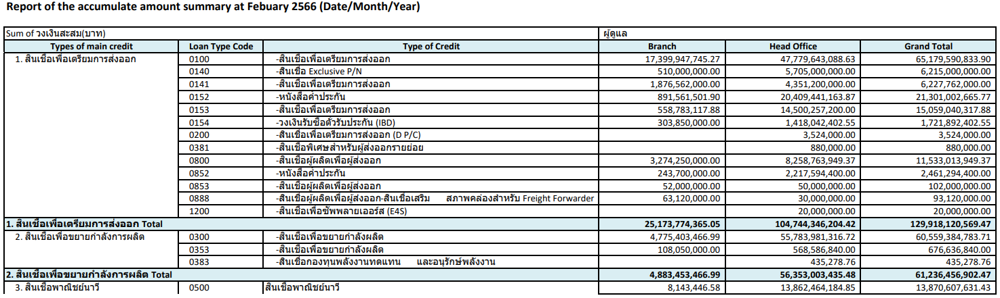 Report of the accumulate amount summary at Febuary 2566 (Date/Month/Year)
Sum of วงเงินสะสม(บาท) ผู้ดูแล
Types of main credit Loan Type Code Type of Credit Branch Head Office Grand Total
1. สินเชื่อเพื่อเตรียมการส่งออก 0100 -สินเชื่อเพื่อเตรียมการส่งออก 17,399,947,745.27 47,779,643,088.63 65,179,590,833.90
0140 -สินเชื่อ Exclusive P/N 510,000,000.00 5,705,000,000.00 6,215,000,000.00
0141 -สินเชื่อเพื่อเตรียมการส่งออก 1,876,562,000.00 4,351,200,000.00 6,227,762,000.00
0152 -หนังสือค้ำประกัน 891,561,501.90 20,409,441,163.87 21,301,002,665.77
0153 -สินเชื่อเพื่อเตรียมการส่งออก 558,783,117.88 14,500,257,200.00 15,059,040,317.88
0154 -วงเงินรับซื้อตั๋วรับประกัน (IBD) 303,850,000.00 1,418,042,402.55 1,721,892,402.55
0200 -สินเชื่อเพื่อเตรียมการส่งออก (D P/C) 3,524,000.00 3,524,000.00
0381 -สินเชื่อพิเศษสำหรับผู้ส่งออกรายย่อย 880,000.00 880,000.00
0800 -สินเชื่อผู้ผลิตเพื่อผู้ส่งออก 3,274,250,000.00 8,258,763,949.37 11,533,013,949.37
0852 -หนังสือค้ำประกัน 243,700,000.00 2,217,594,400.00 2,461,294,400.00
0853 -สินเชื่อผู้ผลิตเพื่อผู้ส่งออก 52,000,000.00 50,000,000.00 102,000,000.00
0888 -สินเชื่อผู้ผลิตเพื่อผู้ส่งออก-สินเชื่อเสริม สภาพคล่องสำหรับ Freight Forwarder 63,120,000.00 30,000,000.00 93,120,000.00
1200 -สินเชื่อเพื่อซัพพลายเออร์ส (E4S) 20,000,000.00 20,000,000.00
1. สินเชื่อเพื่อเตรียมการส่งออก Total 25,173,774,365.05 104,744,346,204.42 129,918,120,569.47
2. สินเชื่อเพื่อขยายกำลังการผลิต 0300 -สินเชื่อเพื่อขยายกำลังผลิต 4,775,403,466.99 55,783,981,316.72 60,559,384,783.71
0353 -สินเชื่อเพื่อขยายกำลังผลิต 108,050,000.00 568,586,840.00 676,636,840.00
0383 -สินเชื่อกองทุนพลังงานทดแทน และอนุรักษ์พลังงาน 435,278.76 435,278.76
2. สินเชื่อเพื่อขยายกำลังการผลิต Total 4,883,453,466.99 56,353,003,435.48 61,236,456,902.47
3. สินเชื่อพาณิชย์นาวี 0500 สินเชื่อพาณิชย์นาวี 8,143,446.58 13,862,464,184.85 13,870,607,631.43